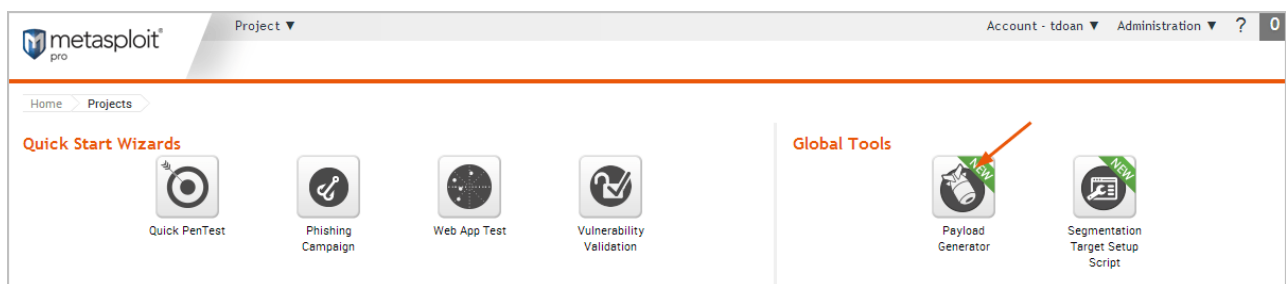 metasploit®
pro
Project ▼
Account - tdoan ▼ Administration ▼ ? 0
Home Projects
Quick Start Wizards
Quick PenTest
Phishing
Campaign
Web App Test
Vulnerability
Validation
Global Tools
NEW
Payload
Generator
NEW
Segmentation
Target Setup
Script